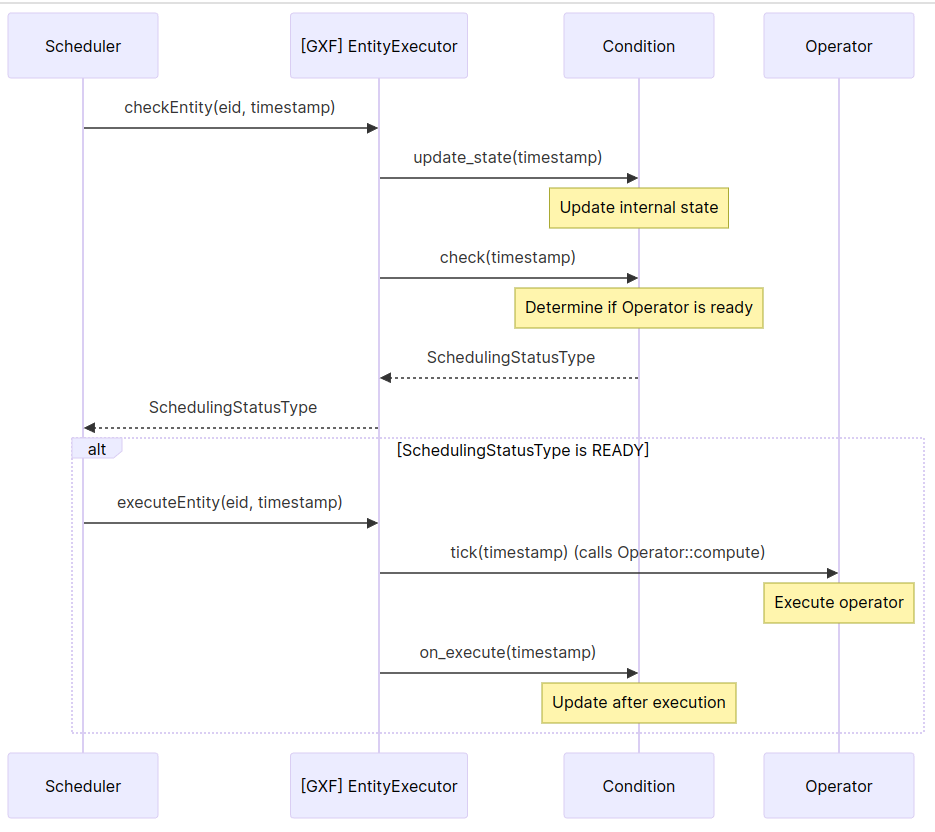 Scheduler
[GXF] EntityExecutor
Condition
Operator
checkEntity(eid, timestamp)
update_state(timestamp)
Update internal state
check(timestamp)
Determine if Operator is ready
SchedulingStatusType
SchedulingStatusType
alt
[SchedulingStatusType is READY]
executeEntity(eid, timestamp)
tick(timestamp) (calls Operator::compute)
Execute operator
on_execute(timestamp)
Update after execution
Scheduler
[GXF] EntityExecutor
Condition
Operator